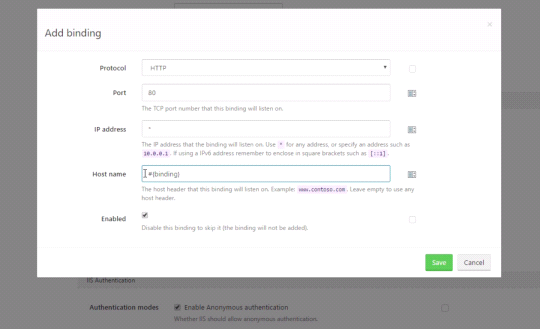 Add binding
×
Protocol
HTTP
Port
80
The TCP port number that this binding will listen on.
IP address
*
The IP address that the binding will listen on. Use * for any address, or specify an address such as
10.0.0.1. If using a IPv6 address remember to enclose in square brackets such as [::1].
Host name
#{binding}
The host header that this binding will listen on. Example: www.contoso.com. Leave empty to use any
host header.
Enabled
Disable this binding to skip it (the binding will not be added).
Save
Cancel
IIS Authentication
Authentication modes
Enable Anonymous authentication
Whether IIS should allow anonymous authentication.